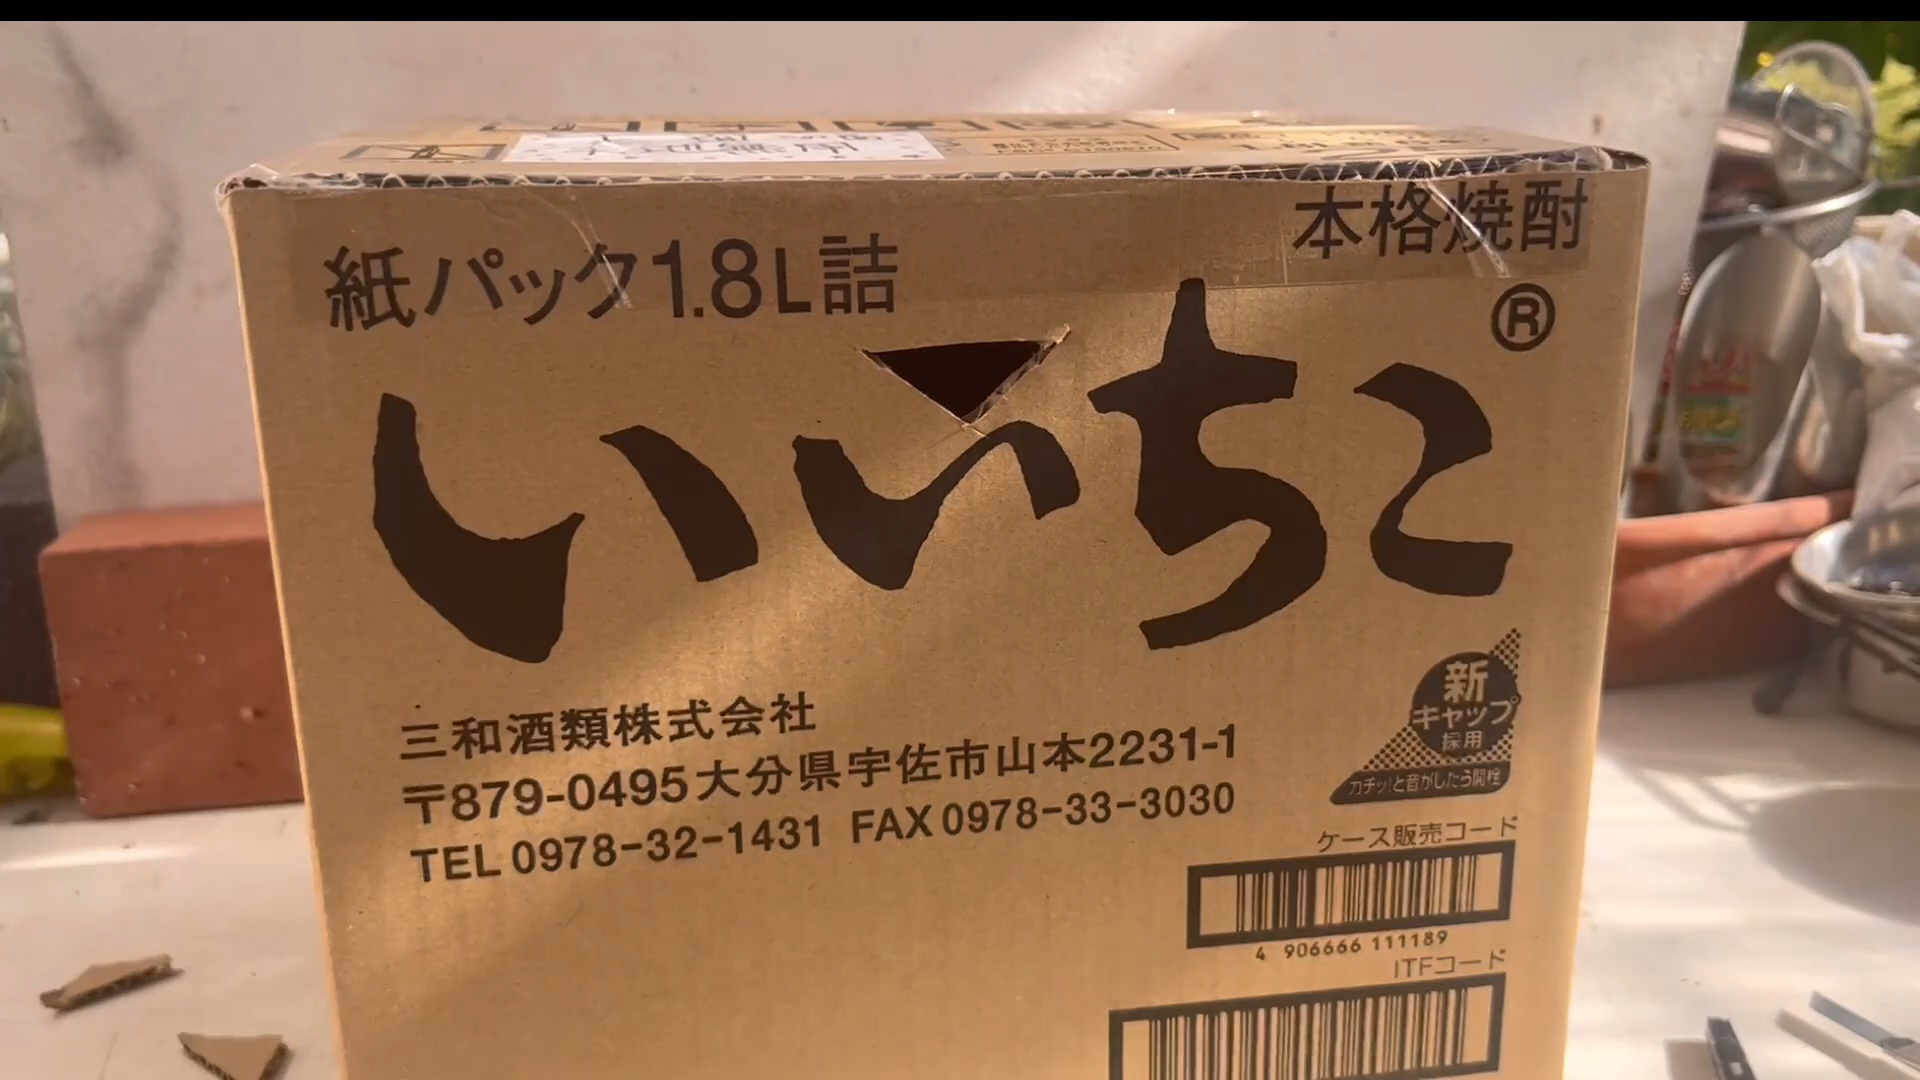 紙パック1.8L詰
本格焼酎
いいちこ®
三和酒類株式会社
〒879-0495大分県宇佐市山本2231-1
TEL 0978-32-1431 FAX 0978-33-3030
新
キャップ
採用
カチッ!と音がしたら開栓
ケース販売コード
4 906666 111189
ITFコード